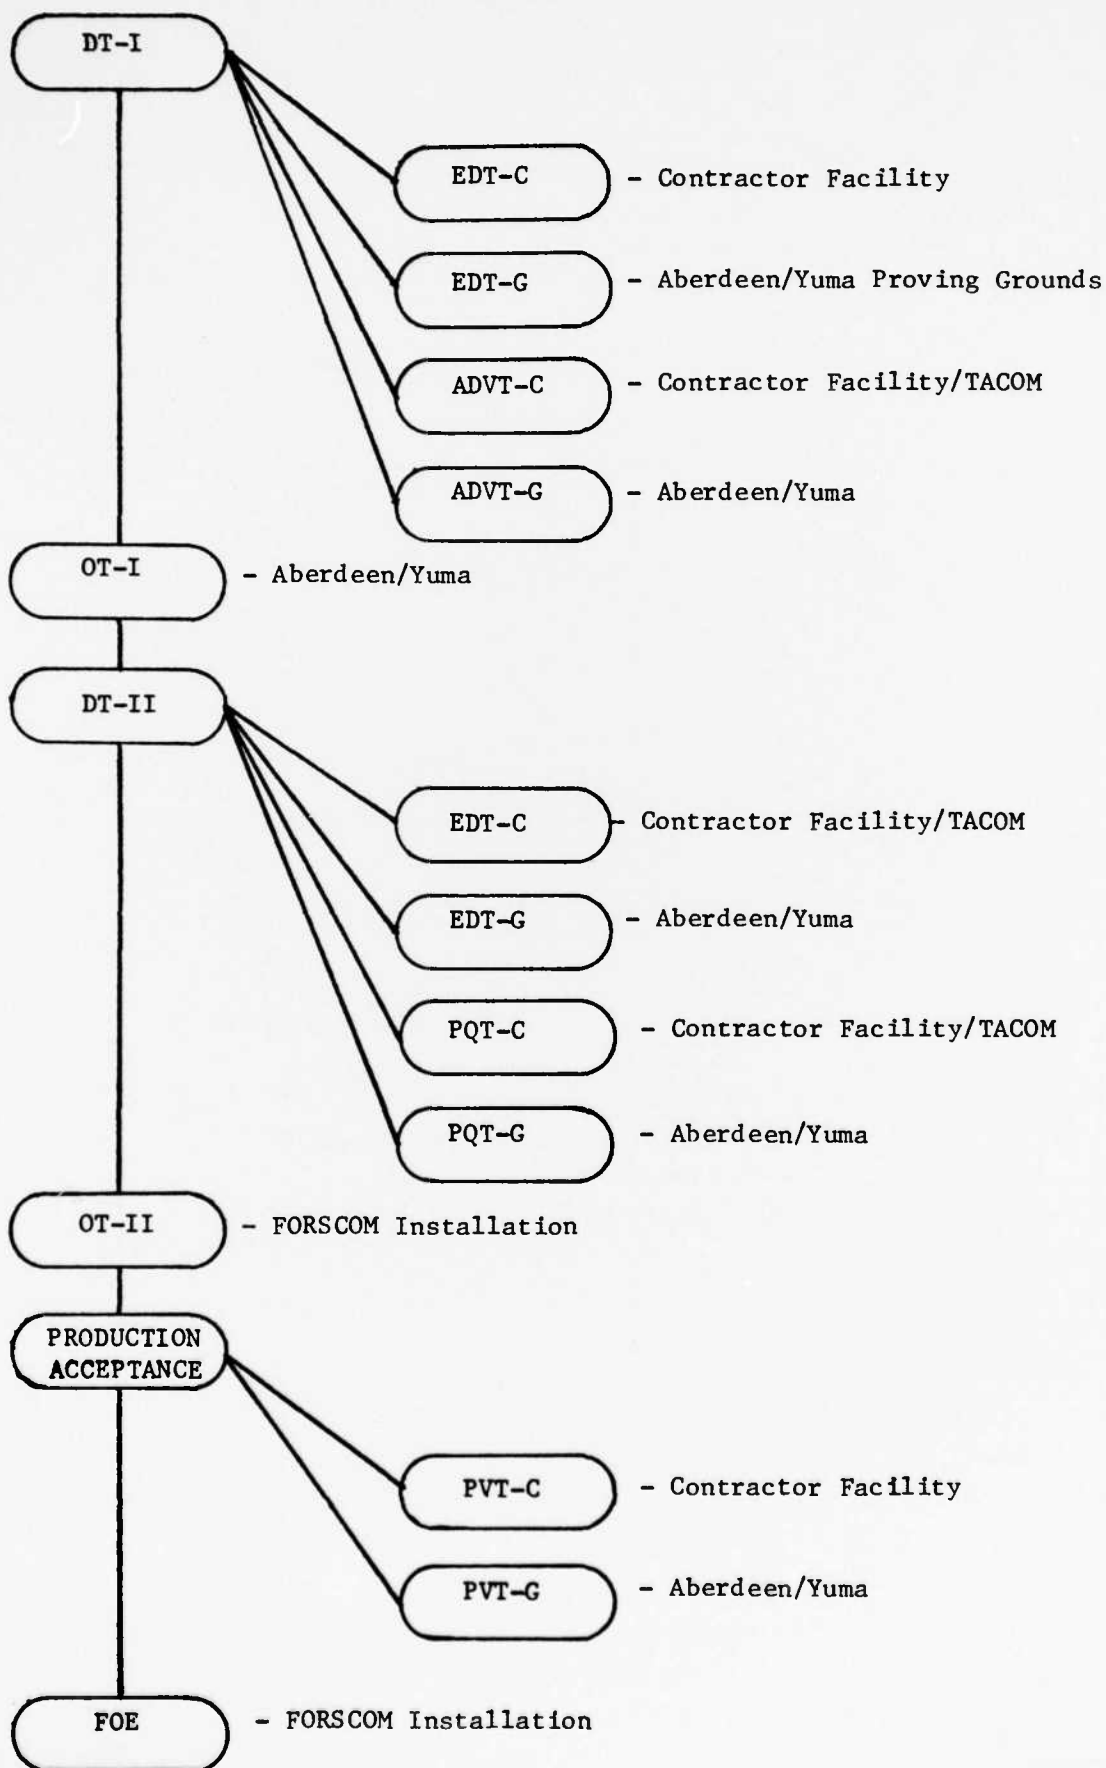 DT-I
EDT-C - Contractor Facility
EDT-G - Aberdeen/Yuma Proving Grounds
ADVT-C - Contractor Facility/TACOM
ADVT-G - Aberdeen/Yuma
OT-I - Aberdeen/Yuma
DT-II
EDT-C - Contractor Facility/TACOM
EDT-G - Aberdeen/Yuma
PQT-C - Contractor Facility/TACOM
PQT-G - Aberdeen/Yuma
OT-II - FORSCOM Installation
PRODUCTION
ACCEPTANCE
PVT-C - Contractor Facility
PVT-G - Aberdeen/Yuma
FOE - FORSCOM Installation